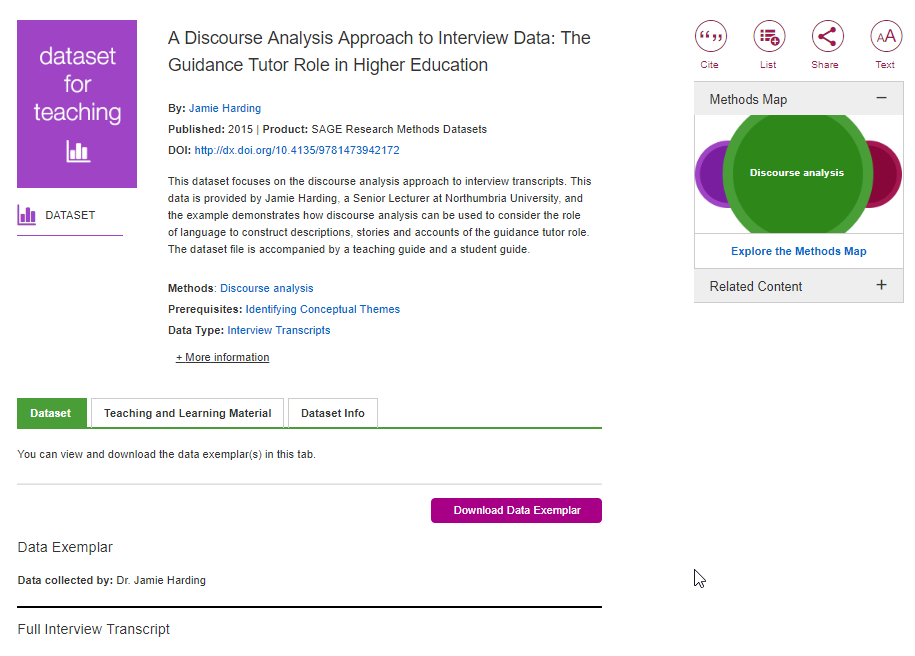 dataset
for
teaching
DATASET
A Discourse Analysis Approach to Interview Data: The
Guidance Tutor Role in Higher Education
By: Jamie Harding
Published: 2015 | Product: SAGE Research Methods Datasets
DOI: http://dx.doi.org/10.4135/9781473942172
This dataset focuses on the discourse analysis approach to interview transcripts. This
data is provided by Jamie Harding, a Senior Lecturer at Northumbria University, and
the example demonstrates how discourse analysis can be used to consider the role
of language to construct descriptions, stories and accounts of the guidance tutor role.
The dataset file is accompanied by a teaching guide and a student guide.
Methods: Discourse analysis
Prerequisites: Identifying Conceptual Themes
Data Type: Interview Transcripts
+ More information
Cite List Share Text
Methods Map −
Discourse analysis
Explore the Methods Map
Related Content +
Dataset Teaching and Learning Material Dataset Info
You can view and download the data exemplar(s) in this tab.
Download Data Exemplar
Data Exemplar
Data collected by: Dr. Jamie Harding
Full Interview Transcript